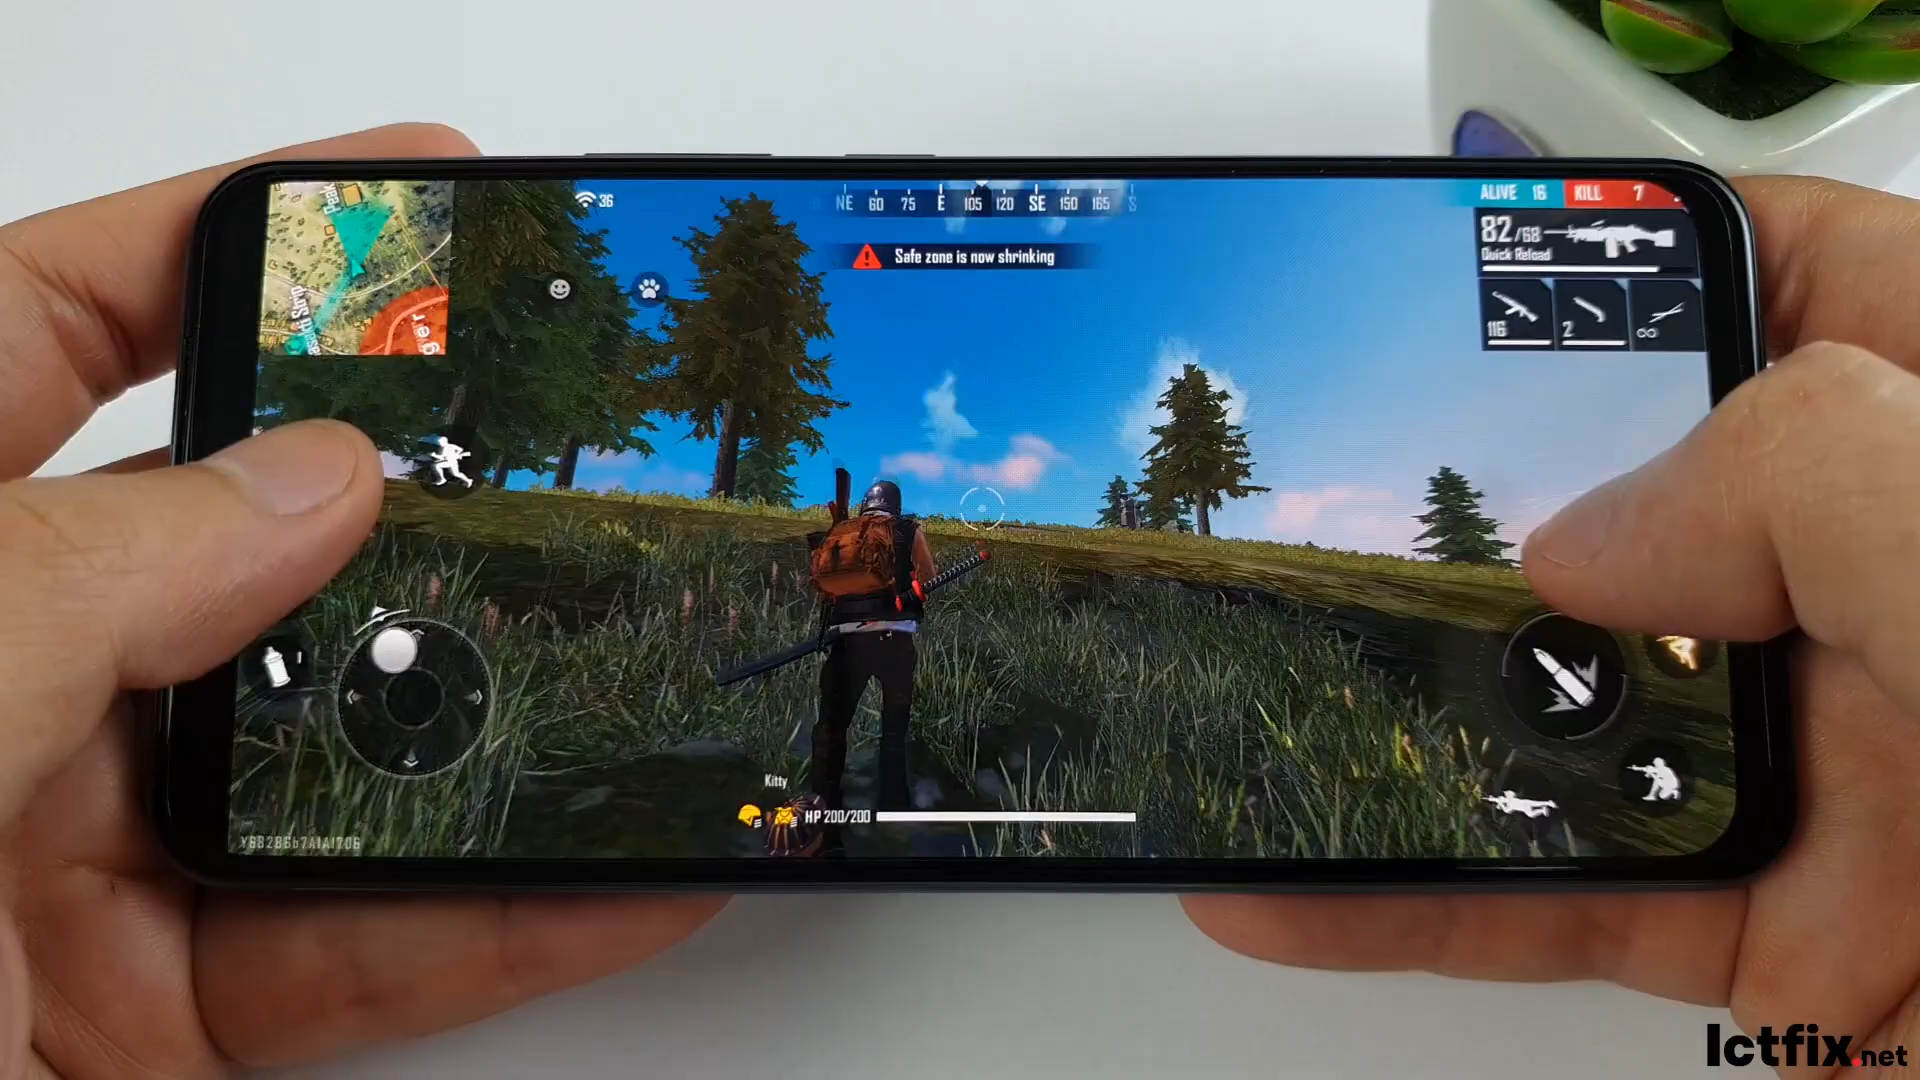 Peak
36
NE 60 75 E 105 120 SE 150 165 S
ALIVE 16 KILL 7
Safe zone is now shrinking
82/68
Quick Reload
116 2 ∞
Kitty
HP 200/200
Ictfix.net